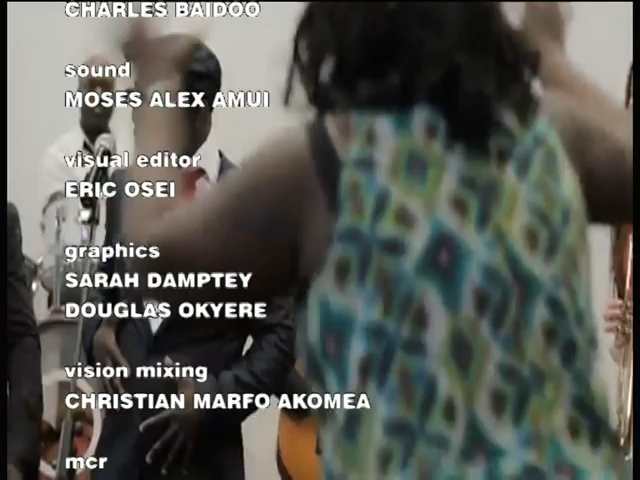 CHARLES BAIDOO
sound
MOSES ALEX AMUI
visual editor
ERIC OSEI
graphics
SARAH DAMPTEY
DOUGLAS OKYERE
vision mixing
CHRISTIAN MARFO AKOMEA
mcr